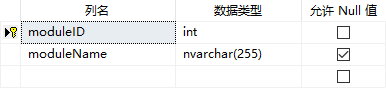 列名 数据类型 允许 Null 值
moduleID int
moduleName nvarchar(255)